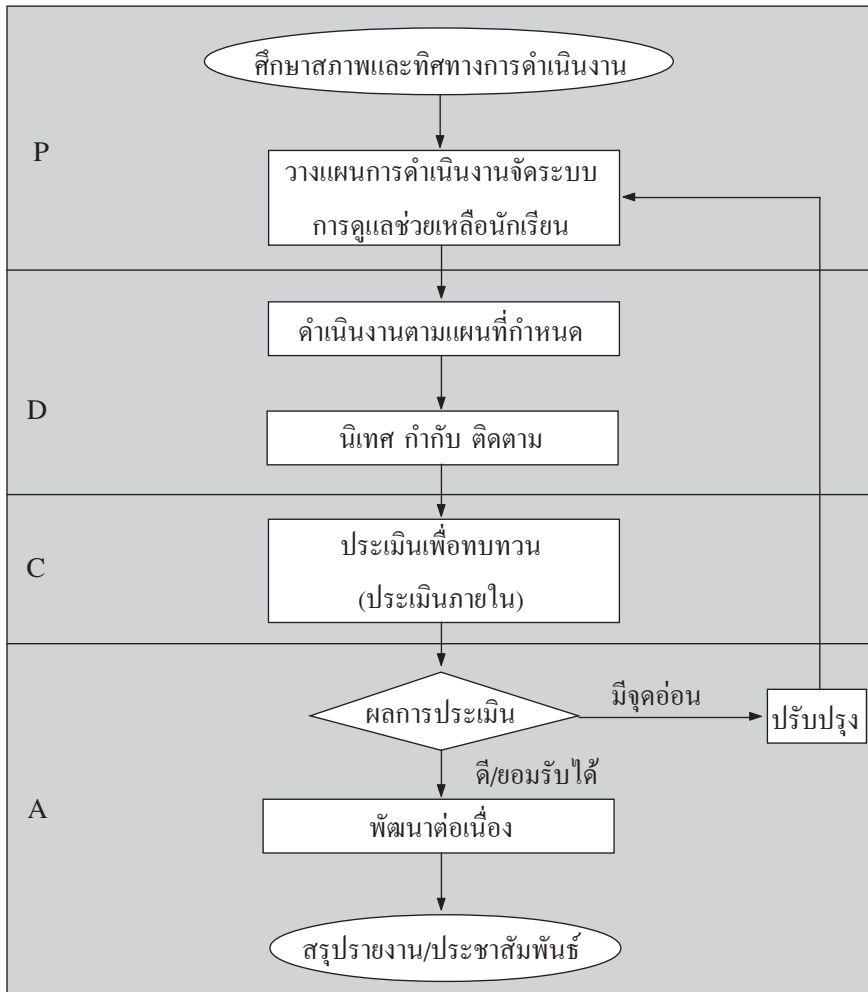 ศึกษาสภาพและทิศทางการดำเนินงาน
P
วางแผนการดำเนินงานจัดระบบ
การดูแลช่วยเหลือนักเรียน
ดำเนินงานตามแผนที่กำหนด
D
นิเทศ กำกับ ติดตาม
ประเมินเพื่อทบทวน
C
(ประเมินภายใน)
ผลการประเมิน
มีจุดอ่อน
ปรับปรุง
ดี/ยอมรับได้
A
พัฒนาต่อเนื่อง
สรุปรายงาน/ประชาสัมพันธ์